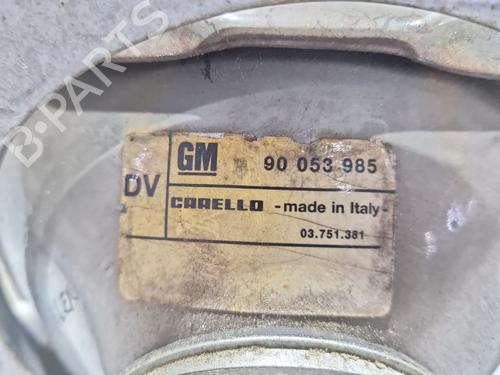 B-PARTS
GM 90 053 985
DV CARELLO -made in Italy-
03.751.381